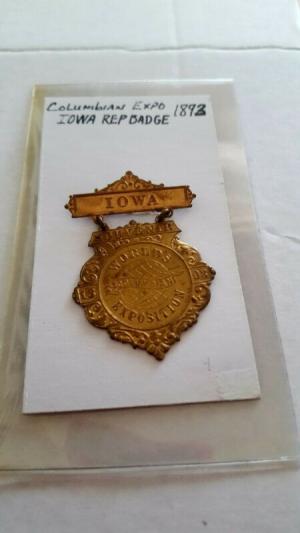 COLUMBIAN EXPO 1893
IOWA REP BADGE
IOWA
WORLD'S
EXPOSITION